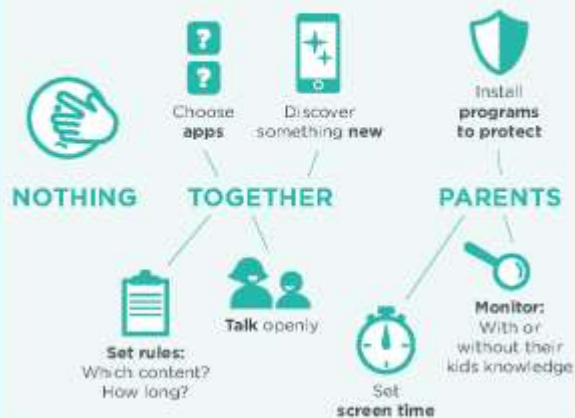 ?
?
Choose
apps
Discover
something new
Install
programs
to protect
NOTHING
TOGETHER
PARENTS
Set rules:
Which content?
How long?
Talk openly
Set
screen time
Monitor:
With or
without their
kids knowledge